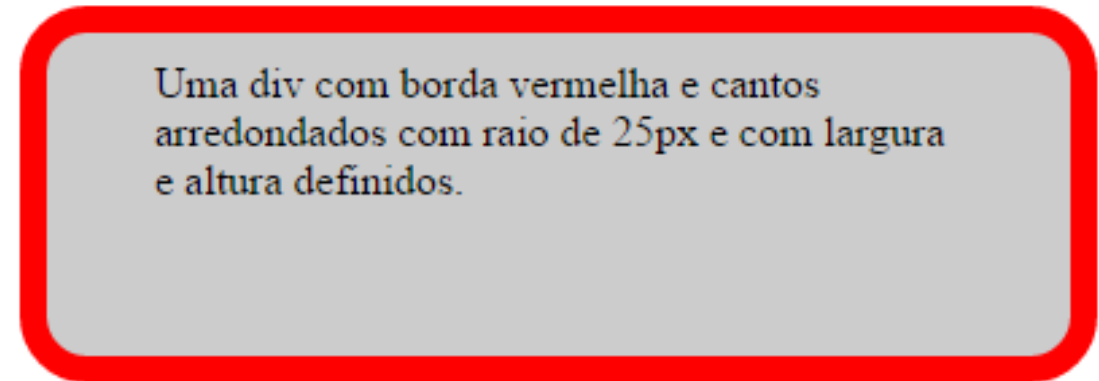 Uma div com borda vermelha e cantos
arredondados com raio de 25px e com largura
e altura definidos.